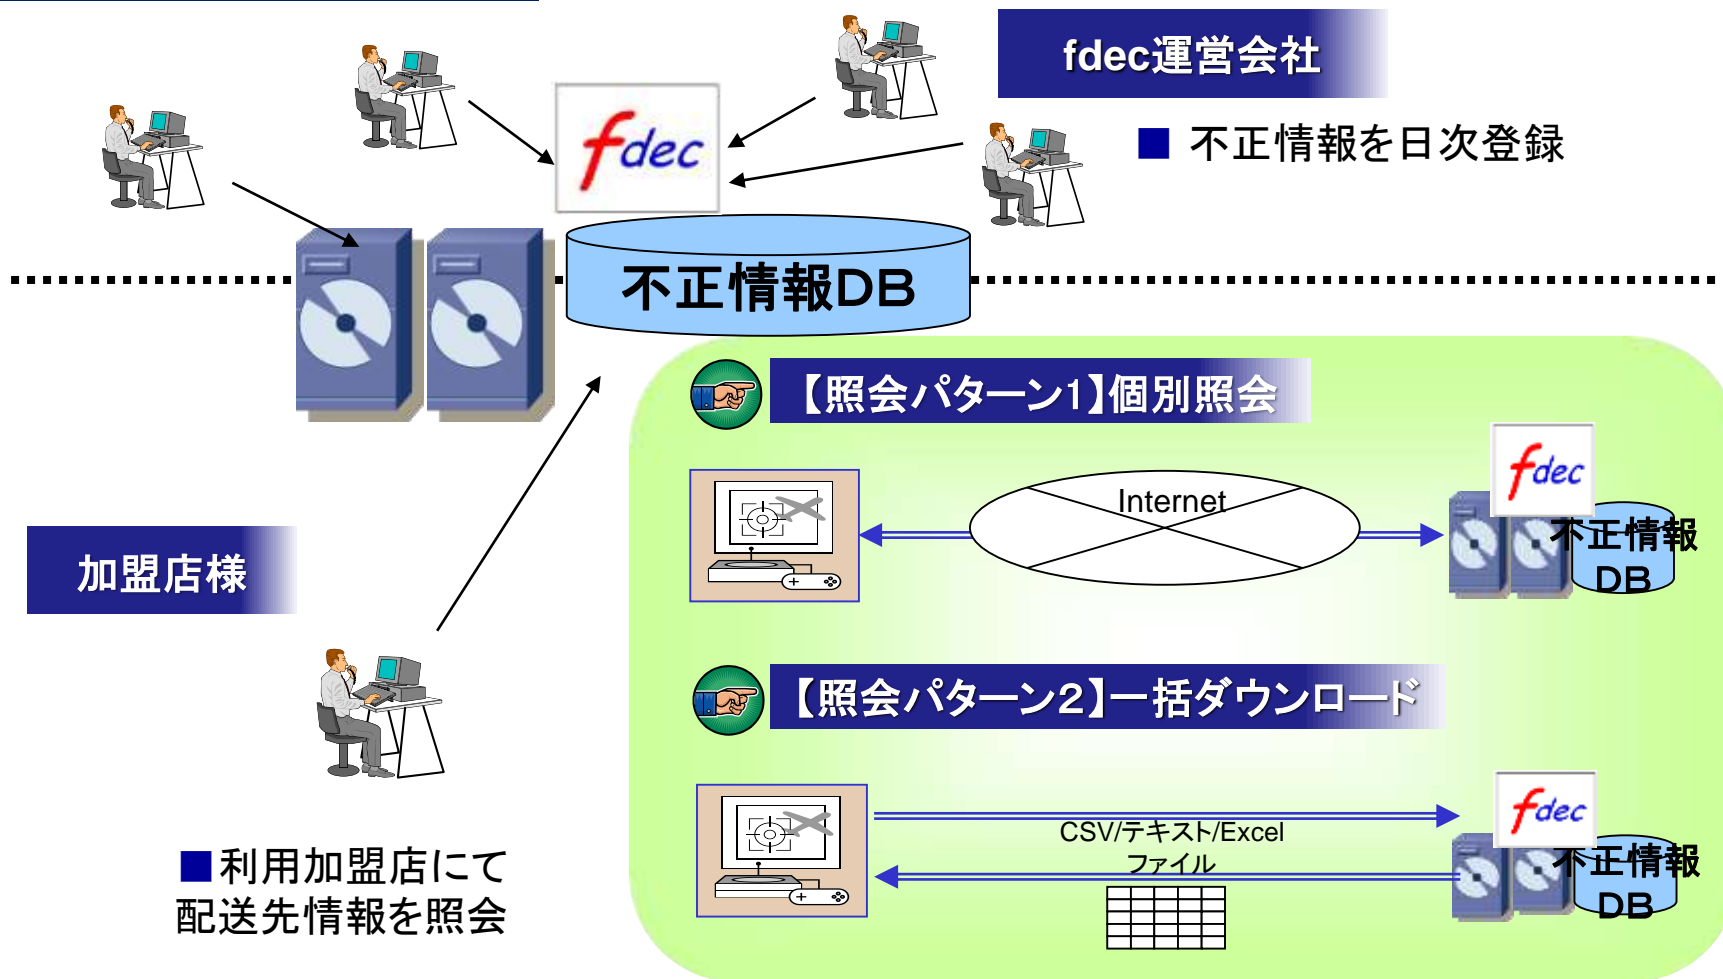 fdec運営会社
fdec
■ 不正情報を日次登録
不正情報DB
【照会パターン1】個別照会
Internet
fdec
不正情報
DB
加盟店様
【照会パターン2】一括ダウンロード
CSV/テキスト/Excel
ファイル
fdec
不正情報
DB
■利用加盟店にて
配送先情報を照会